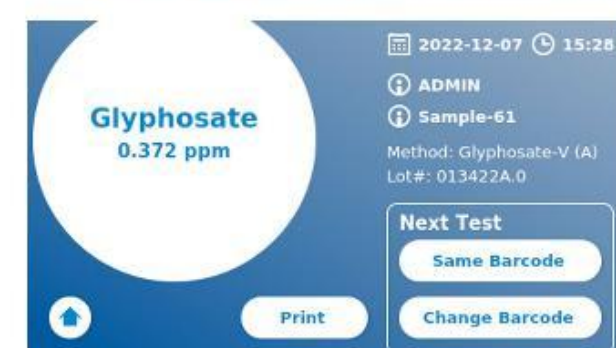 Glyphosate
0.372 ppm
2022-12-07 15:28
ADMIN
Sample-61
Method: Glyphosate-V (A)
Lot#: 013422A.0
Next Test
Same Barcode
Change Barcode
Print